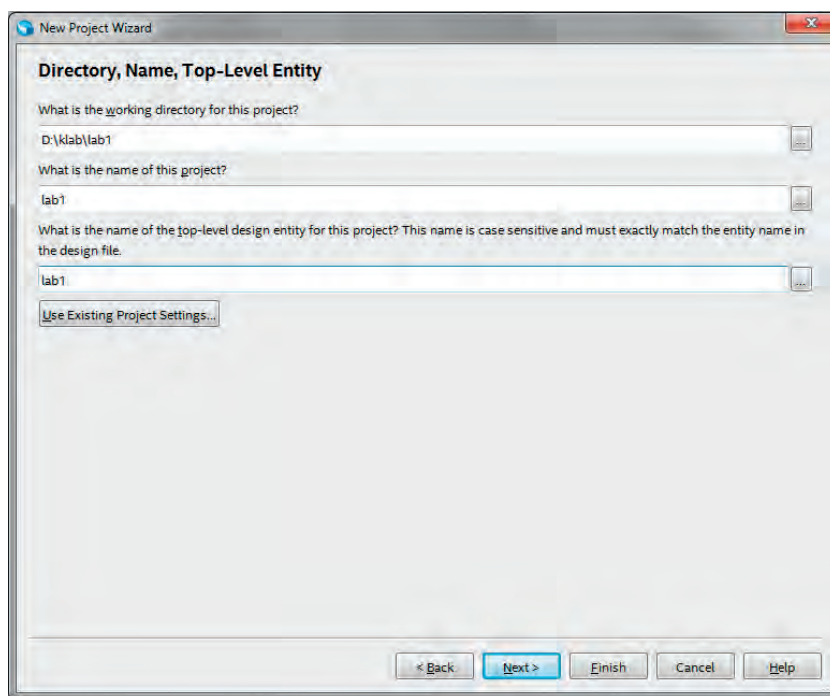 New Project Wizard
Directory, Name, Top-Level Entity
What is the working directory for this project?
D:\klab\lab1
...
What is the name of this project?
lab1
...
What is the name of the top-level design entity for this project? This name is case sensitive and must exactly match the entity name in
the design file.
lab1
...
Use Existing Project Settings...
< Back Next > Finish Cancel Help